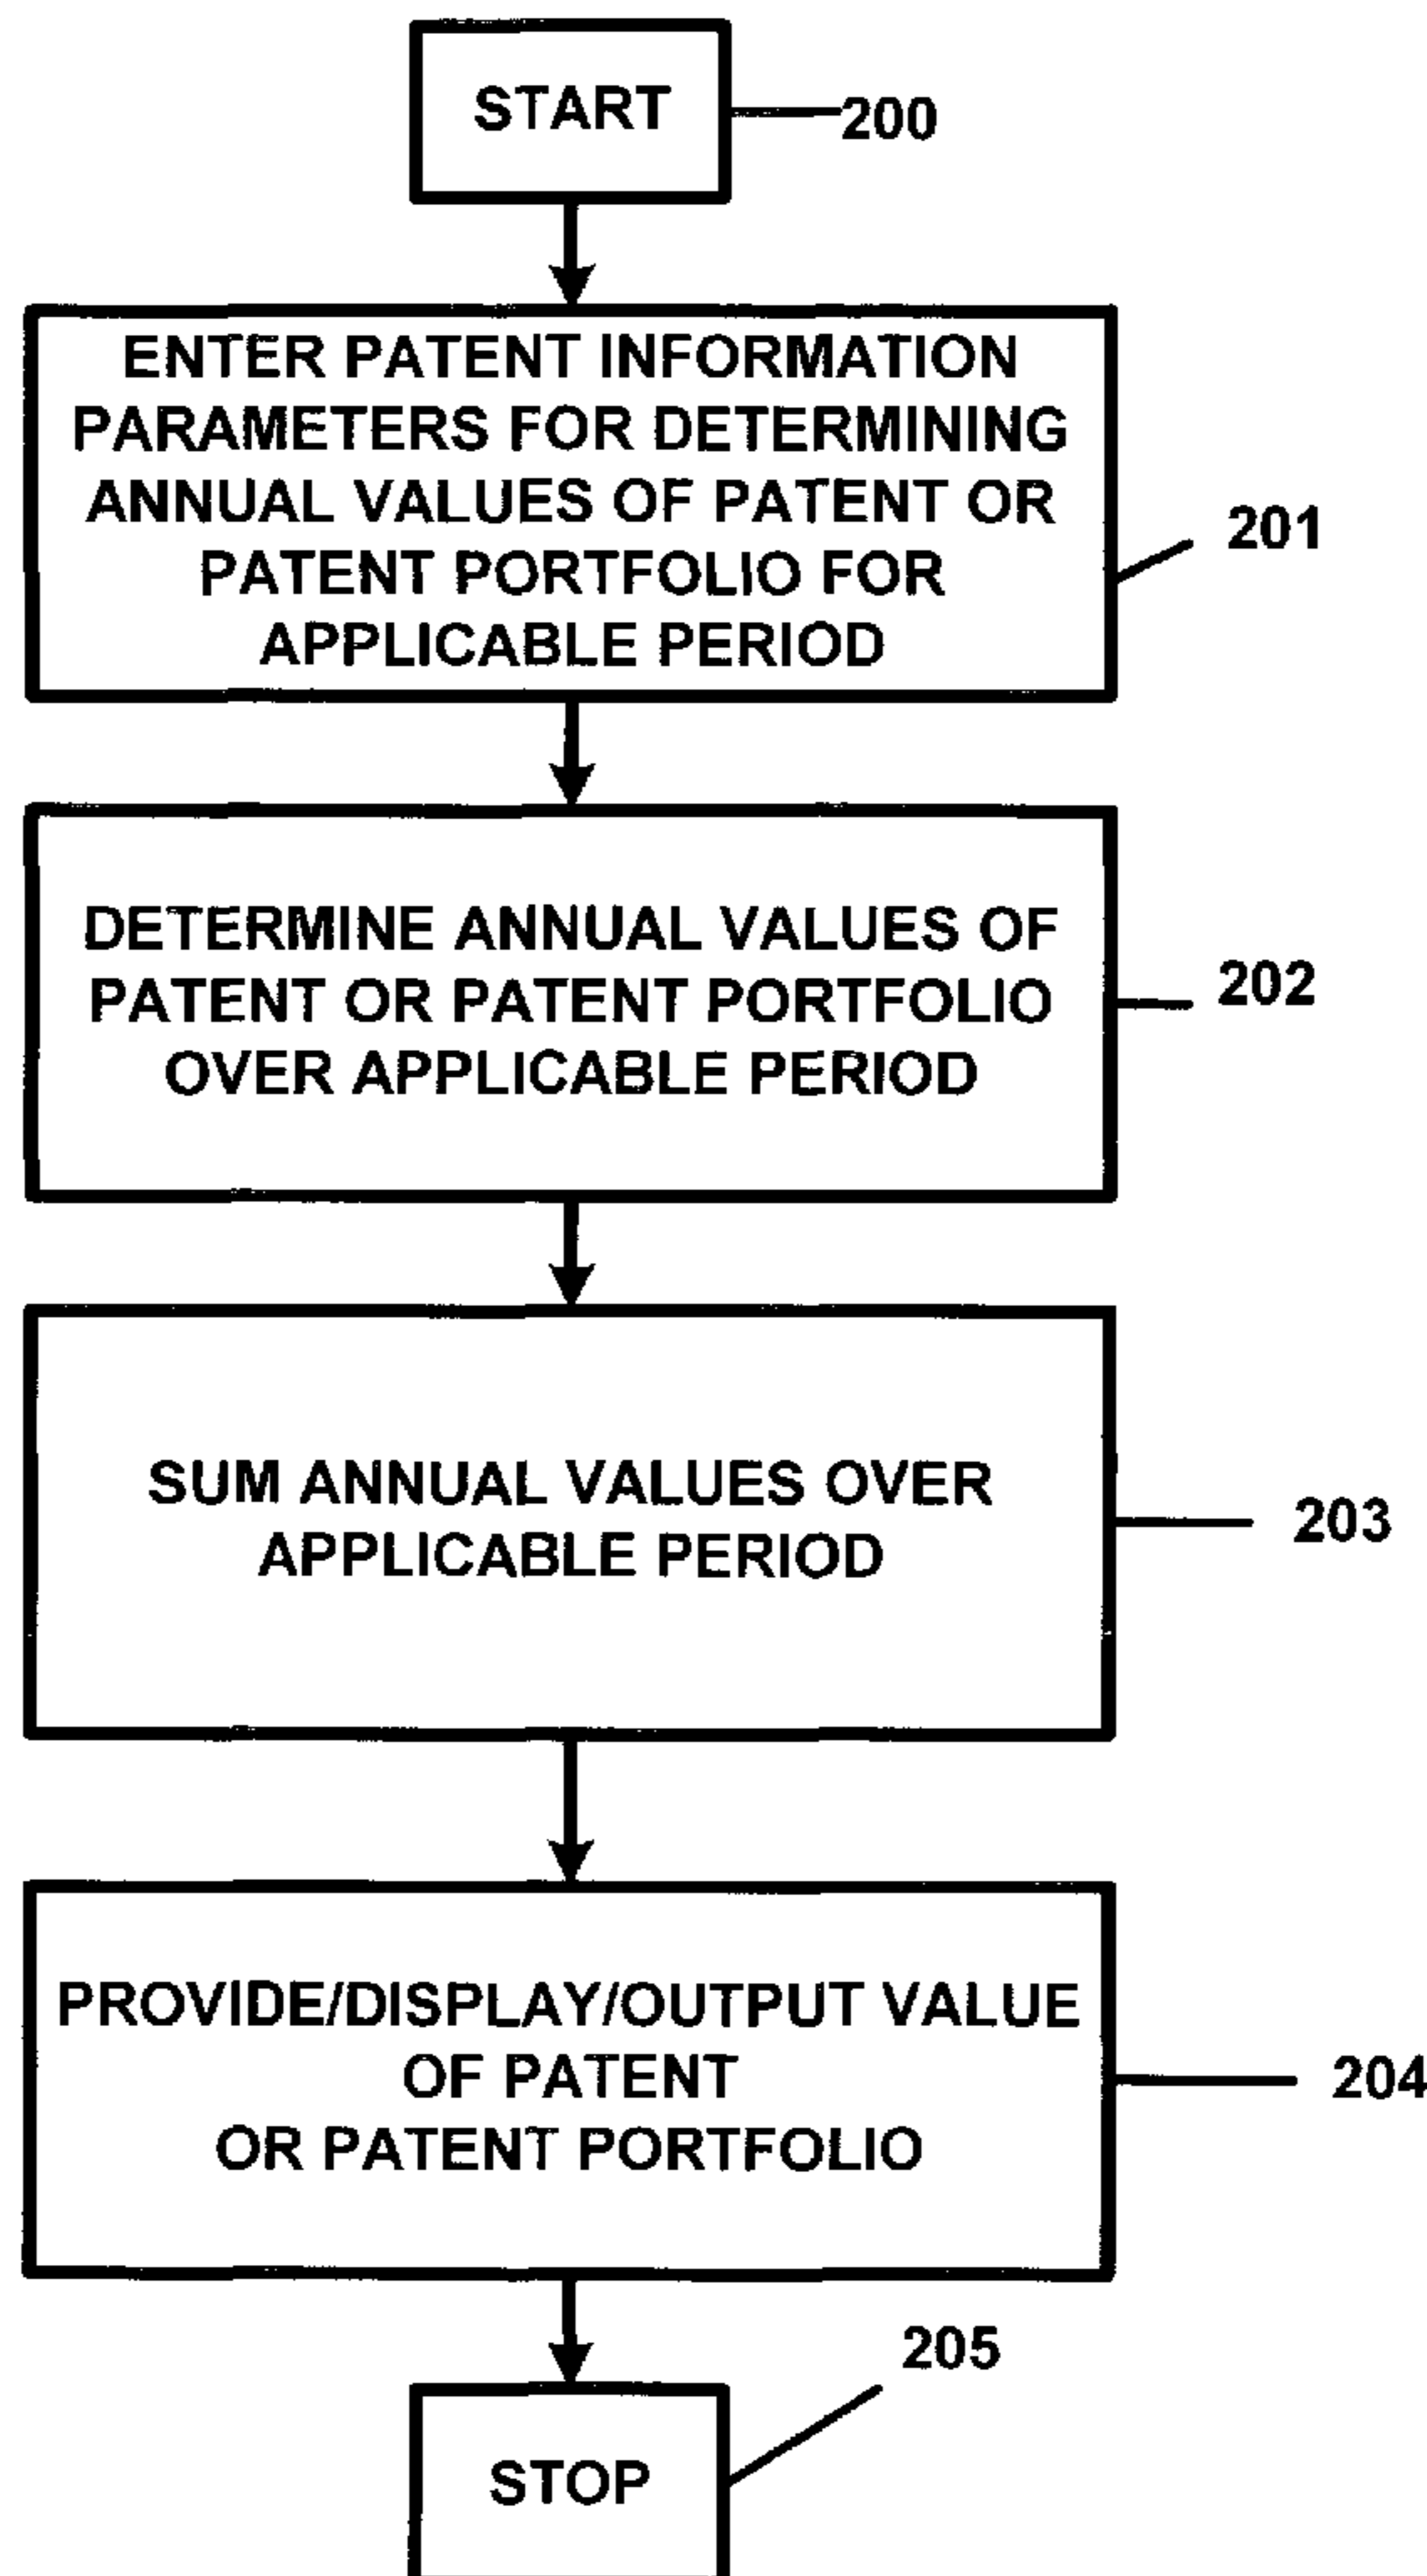 START
200
ENTER PATENT INFORMATION
PARAMETERS FOR DETERMINING
ANNUAL VALUES OF PATENT OR
PATENT PORTFOLIO FOR
APPLICABLE PERIOD
201
DETERMINE ANNUAL VALUES OF
PATENT OR PATENT PORTFOLIO
OVER APPLICABLE PERIOD
202
SUM ANNUAL VALUES OVER
APPLICABLE PERIOD
203
PROVIDE/DISPLAY/OUTPUT VALUE
OF PATENT
OR PATENT PORTFOLIO
204
205
STOP